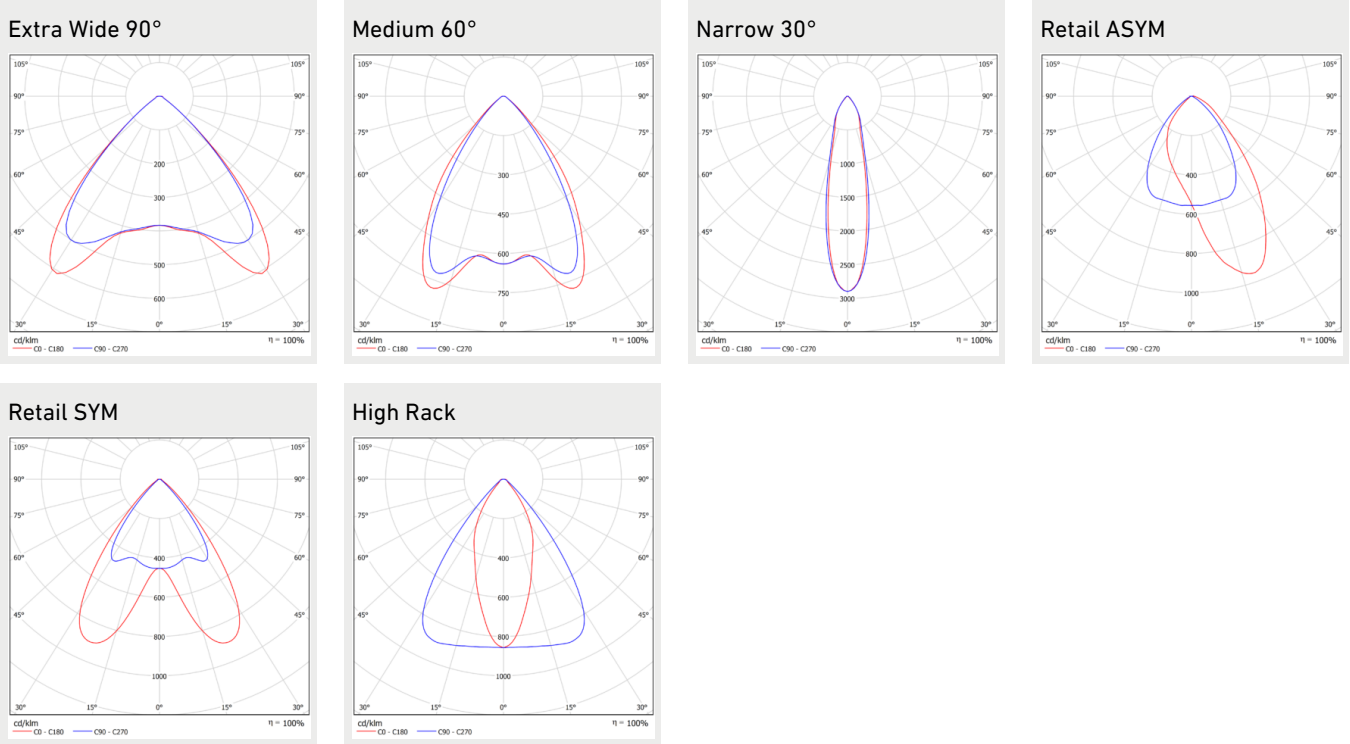 Extra Wide 90°
105° 105°
90° 90°
75° 75°
60° 60°
45° 45°
200
300
500
600
30° 15° 0° 15° 30°
cd/klm η = 100%
C0 - C180 C90 - C270
Medium 60°
105° 105°
90° 90°
75° 75°
60° 60°
45° 45°
300
450
600
750
30° 15° 0° 15° 30°
cd/klm η = 100%
C0 - C180 C90 - C270
Narrow 30°
105° 105°
90° 90°
75° 75°
60° 60°
45° 45°
1000
1500
2000
2500
3000
30° 15° 0° 15° 30°
cd/klm η = 100%
C0 - C180 C90 - C270
Retail ASYM
105° 105°
90° 90°
75° 75°
60° 60°
45° 45°
400
600
800
1000
30° 15° 0° 15° 30°
cd/klm η = 100%
C0 - C180 C90 - C270
Retail SYM
105° 105°
90° 90°
75° 75°
60° 60°
45° 45°
400
600
800
1000
30° 15° 0° 15° 30°
cd/klm η = 100%
C0 - C180 C90 - C270
High Rack
105° 105°
90° 90°
75° 75°
60° 60°
45° 45°
400
600
800
1000
30° 15° 0° 15° 30°
cd/klm η = 100%
C0 - C180 C90 - C270